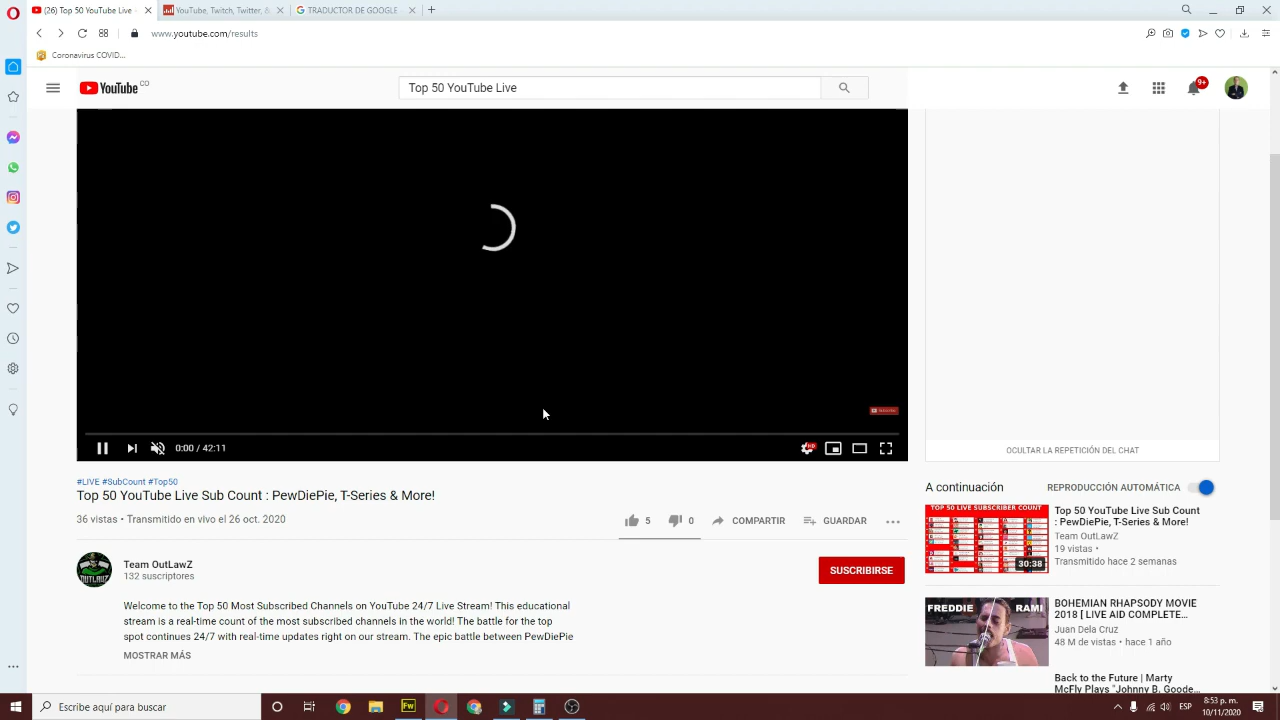 (26) Top 50 YouTube Live -
YouTube, Twitch, Twitter, &
TRADUCTOR DE GOOGLE -
www.youtube.com/results
Coronavirus COVID...
YouTube CO
Top 50 YouTube Live
9+
HD
0:00 / 42:11
OCULTAR LA REPETICIÓN DEL CHAT
#LIVE #SubCount #Top50
Top 50 YouTube Live Sub Count : PewDiePie, T-Series & More!
36 vistas • Transmitido en vivo el 26 oct. 2020
5
0
COMPARTIR
GUARDAR
Team OutLawZ
132 suscriptores
SUSCRIBIRSE
Welcome to the Top 50 Most Subscribed Channels on YouTube 24/7 Live Stream! This educational
stream is a real-time count of the most subscribed channels in the world! The battle for the top
spot continues 24/7 with real-time updates right on our stream. The epic battle between PewDiePie
MOSTRAR MÁS
A continuación
REPRODUCCIÓN AUTOMÁTICA
TOP 50 LIVE SUBSCRIBER COUNT
30:38
Top 50 YouTube Live Sub Count
: PewDiePie, T-Series & More!
Team OutLawZ
19 vistas •
Transmitido hace 2 semanas
FREDDIE
RAMI
BOHEMIAN RHAPSODY MOVIE
2018 [ LIVE AID COMPLETE...
Juan Dela Cruz
48 M de vistas • hace 1 año
Back to the Future | Marty
McFly Plays "Johnny B. Goode...
Escribe aquí para buscar
Fw
ESP
8:53 p. m.
10/11/2020